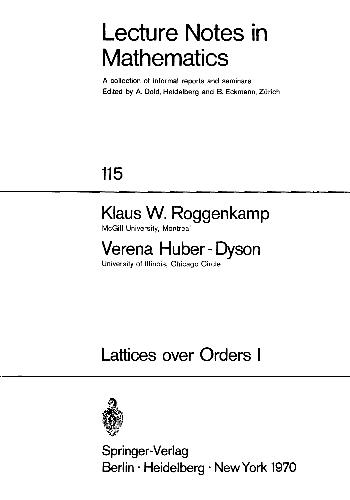 Lecture Notes in
Mathematics
A collection of informal reports and seminars
Edited by A. Dold, Heidelberg and B. Eckmann, Zürich
115
Klaus W. Roggenkamp
McGill University, Montreal
Verena Huber-Dyson
University of Illinois, Chicago Circle
Lattices over Orders I
Springer-Verlag
Berlin · Heidelberg · New York 1970